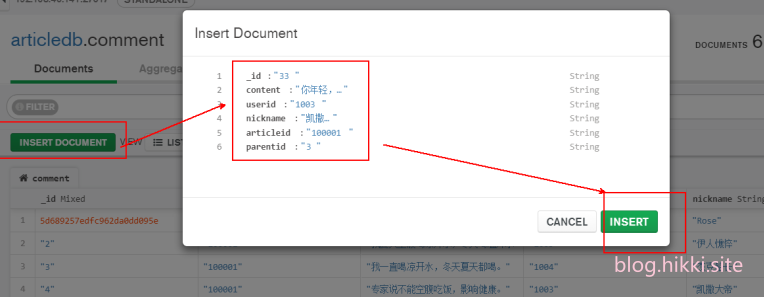 STANDALONE
articledb.comment
DOCUMENTS 6
Documents
Aggrega
FILTER
INSERT DOCUMENT
VIEW
LIST
comment
_id Mixed
nickname String
1 5d689257edfc962da0dd095e "Rose"
2 "2" "伊人憔悴"
3 "3" "100001" "我一直喝凉开水，冬天夏天都喝。" "1004"
4 "4" "100001" "专家说不能空腹吃饭，影响健康。" "1003" "凯撒大帝"
Insert Document
1 _id :"33 " String
2 content :"你年轻，…" String
3 userid :"1003 " String
4 nickname :"凯撒… " String
5 articleid :"100001 " String
6 parentid :"3 " String
CANCEL
INSERT
blog.hikki.site